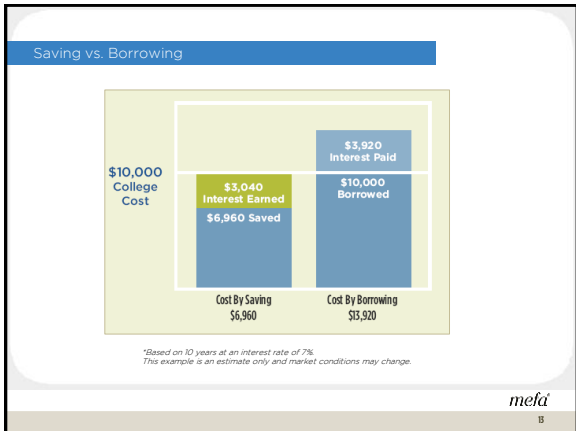 Saving vs. Borrowing
$10,000
College
Cost
$3,040
Interest Earned
$6,960 Saved
$3,920
Interest Paid
$10,000
Borrowed
Cost By Saving
$6,960
Cost By Borrowing
$13,920
*Based on 10 years at an interest rate of 7%.
This example is an estimate only and market conditions may change.
mefa®
13